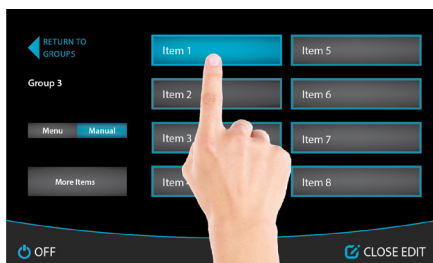 RETURN TO
GROUPS
Group 3
Menu Manual
More Items
Item 1
Item 2
Item 3
Item
Item 5
Item 6
Item 7
Item 8
OFF
CLOSE EDIT